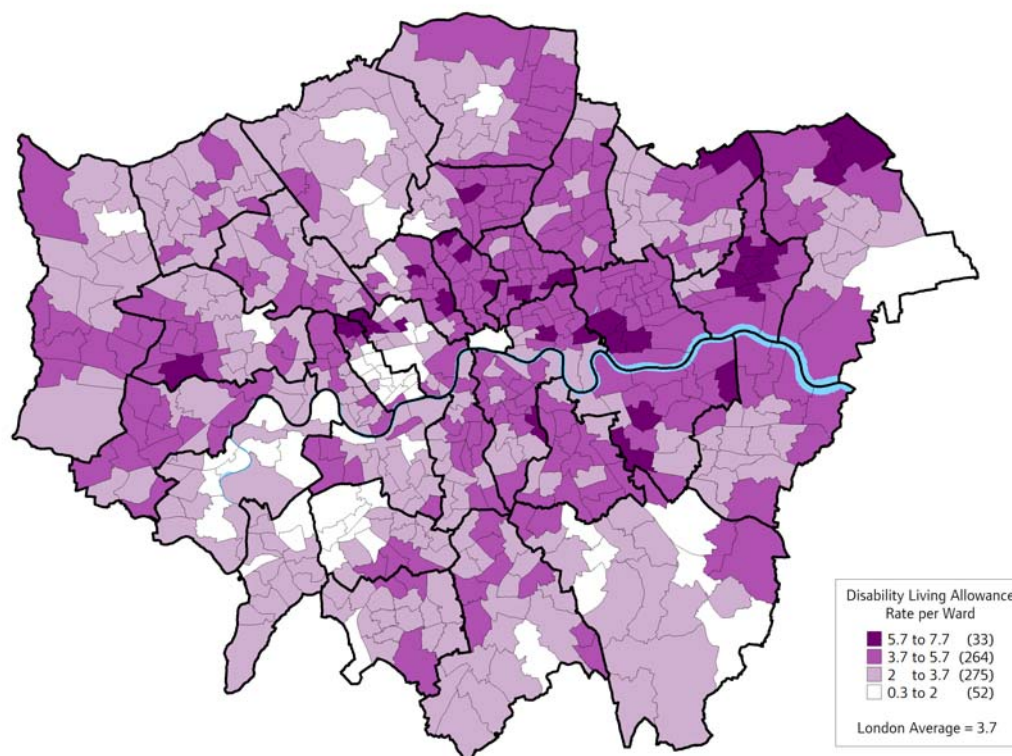 Disability Living Allowance
Rate per Ward
5.7 to 7.7 (33)
3.7 to 5.7 (264)
2 to 3.7 (275)
0.3 to 2 (52)
London Average = 3.7